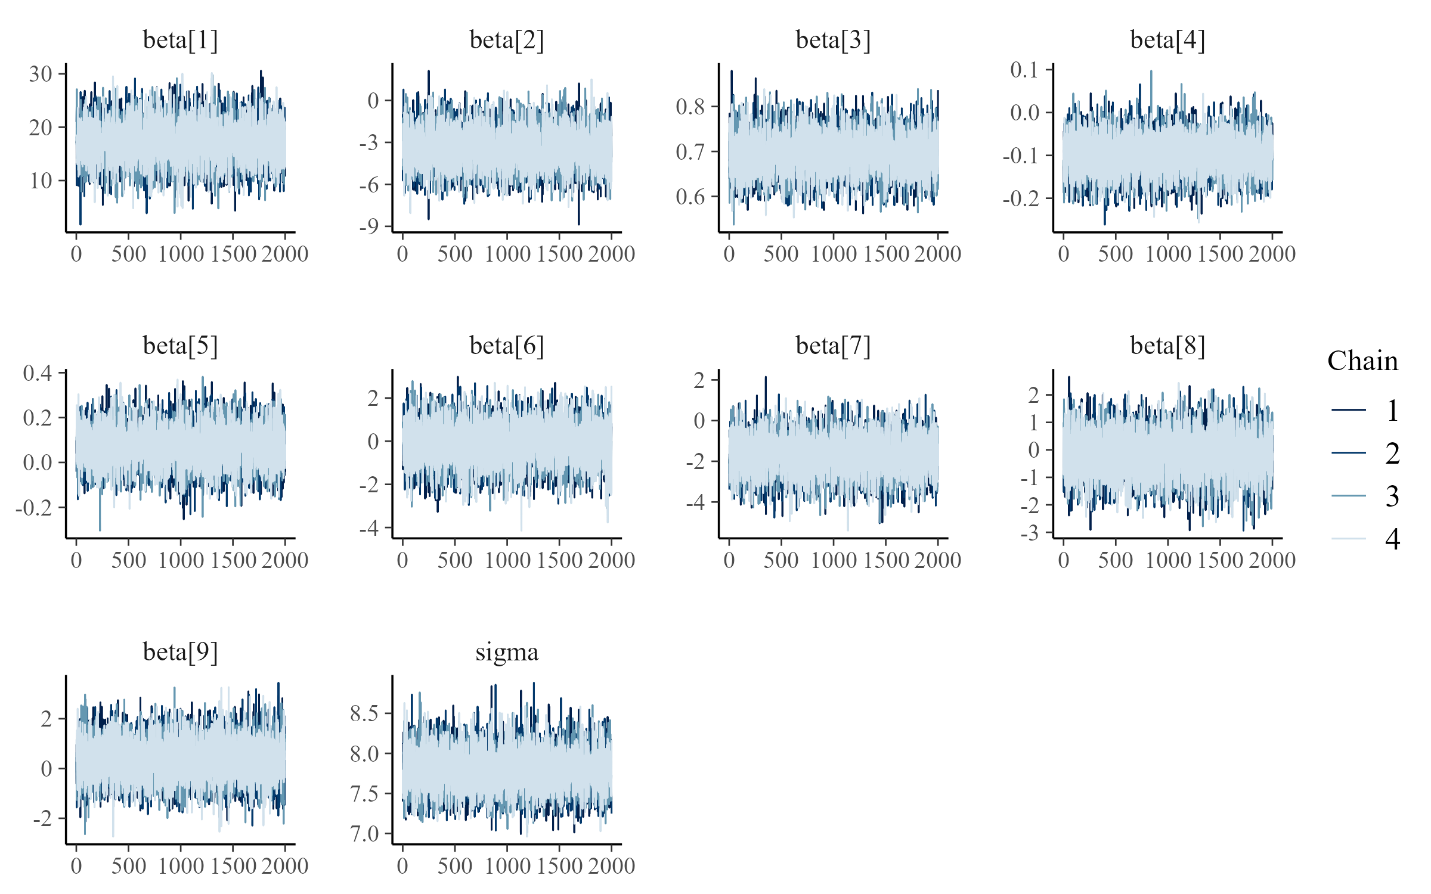 beta[1]
beta[2]
beta[3]
beta[4]
30
20
10
0 500 1000 1500 2000
0
-3
-6
-9
0 500 1000 1500 2000
0.8
0.7
0.6
0 500 1000 1500 2000
0.1
0.0
-0.1
-0.2
0 500 1000 1500 2000
beta[5]
beta[6]
beta[7]
beta[8]
0.4
0.2
0.0
-0.2
0 500 1000 1500 2000
2
0
-2
-4
0 500 1000 1500 2000
2
0
-2
-4
0 500 1000 1500 2000
2
1
0
-1
-2
-3
0 500 1000 1500 2000
Chain
1
2
3
4
beta[9]
sigma
2
0
-2
0 500 1000 1500 2000
8.5
8.0
7.5
7.0
0 500 1000 1500 2000